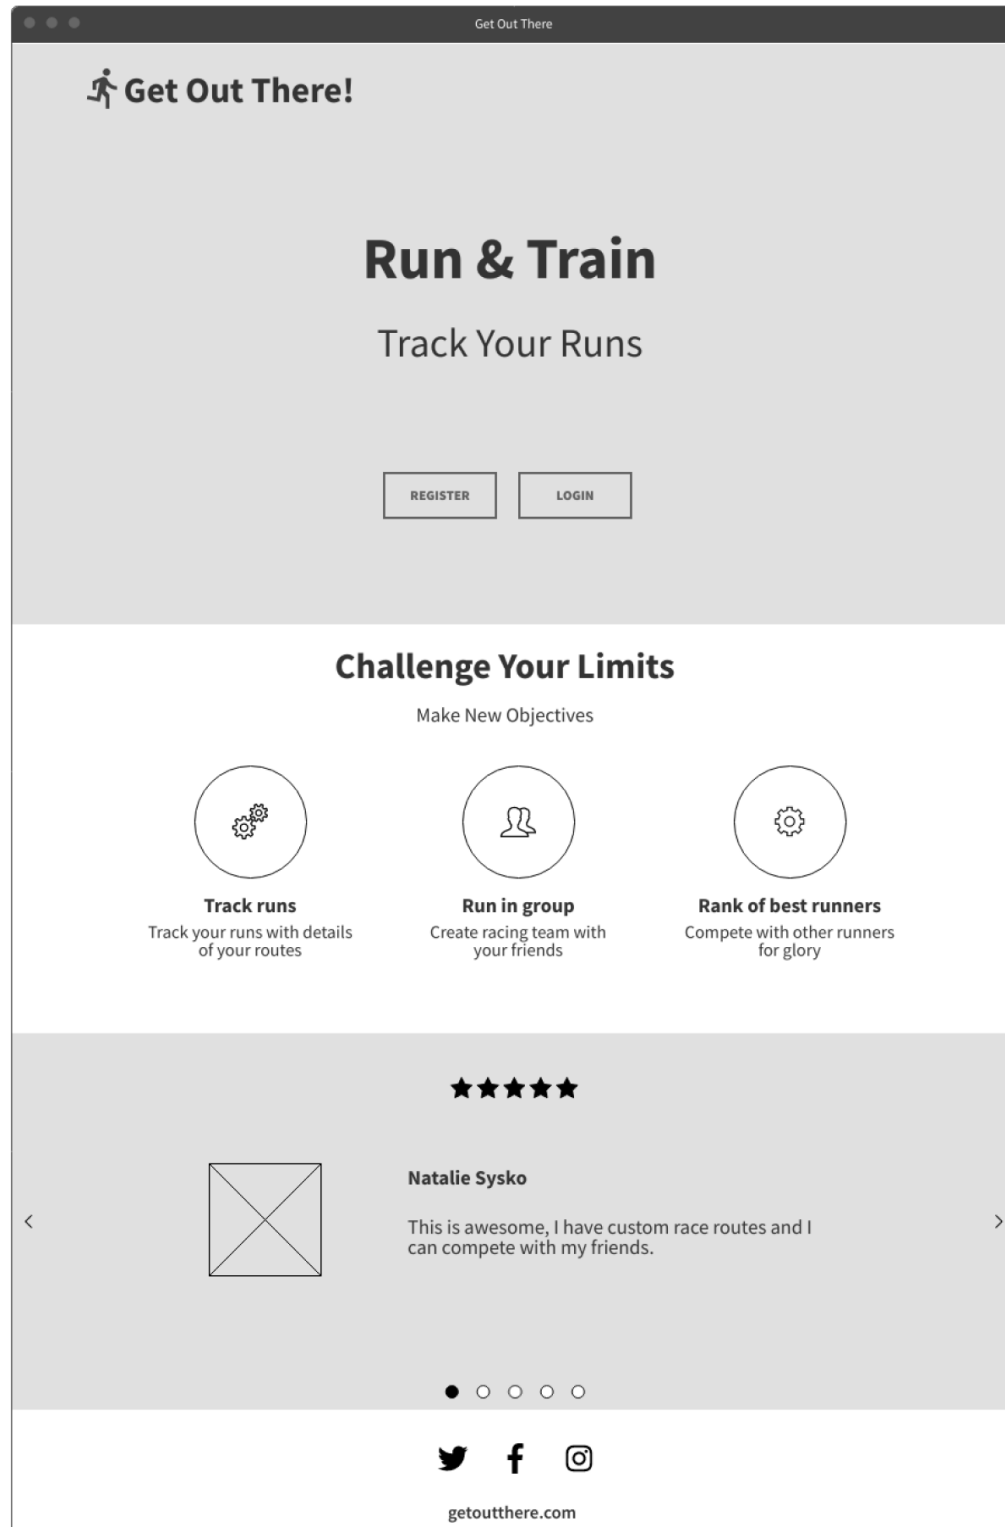 Get Out There
Get Out There!
Run & Train
Track Your Runs
REGISTER
LOGIN
Challenge Your Limits
Make New Objectives
Track runs
Track your runs with details
of your routes
Run in group
Create racing team with
your friends
Rank of best runners
Compete with other runners
for glory
Natalie Sysko
This is awesome, I have custom race routes and I
can compete with my friends.
getoutthere.com